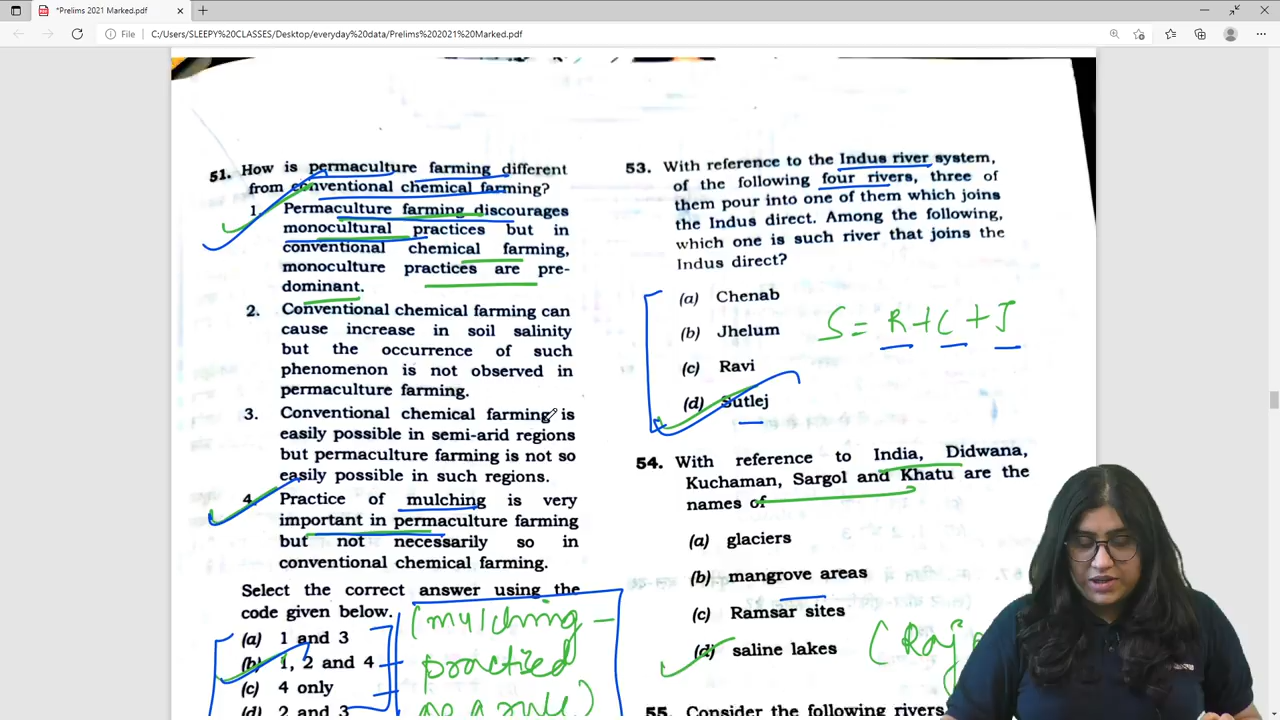 *Prelims 2021 Marked.pdf
File
C:/Users/SLEEPY%20CLASSES/Desktop/everyday%20data/Prelims%202021%20Marked.pdf
51. How is permaculture farming different
from conventional chemical farming?
1. Permaculture farming discourages
monocultural practices but in
conventional chemical farming,
monoculture practices are pre-
dominant.
2. Conventional chemical farming can
cause increase in soil salinity
but the occurrence of such
phenomenon is not observed in
permaculture farming.
3. Conventional chemical farming is
easily possible in semi-arid regions
but permaculture farming is not so
easily possible in such regions.
4. Practice of mulching is very
important in permaculture farming
but not necessarily so in
conventional chemical farming.
Select the correct answer using the
code given below.
(a) 1 and 3
(b) 1, 2 and 4
(c) 4 only
(d) 2 and 3
(mulching –
practised
as a rule)
53. With reference to the Indus river system,
of the following four rivers, three of
them pour into one of them which joins
the Indus direct. Among the following,
which one is such river that joins the
Indus direct?
(a) Chenab
(b) Jhelum
(c) Ravi
(d) Sutlej
S = R + C + J
54. With reference to India, Didwana,
Kuchaman, Sargol and Khatu are the
names of
(a) glaciers
(b) mangrove areas
(c) Ramsar sites
(d) saline lakes
(Raj
55. Consider the following rivers